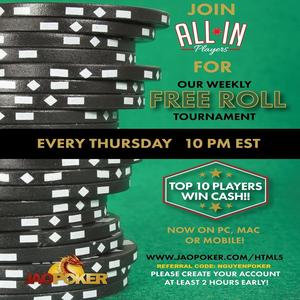 JOIN
ALL★IN
Players
FOR
OUR WEEKLY
FREE ROLL
TOURNAMENT
EVERY THURSDAY 10 PM EST
TOP 10 PLAYERS
WIN CASH!!
NOW ON PC, MAC
OR MOBILE!
JAOPOKER
WWW.JAOPOKER.COM/HTML5
REFERRAL CODE: NGUYENPOKER
PLEASE CREATE YOUR ACCOUNT
AT LEAST 2 HOURS EARLY!